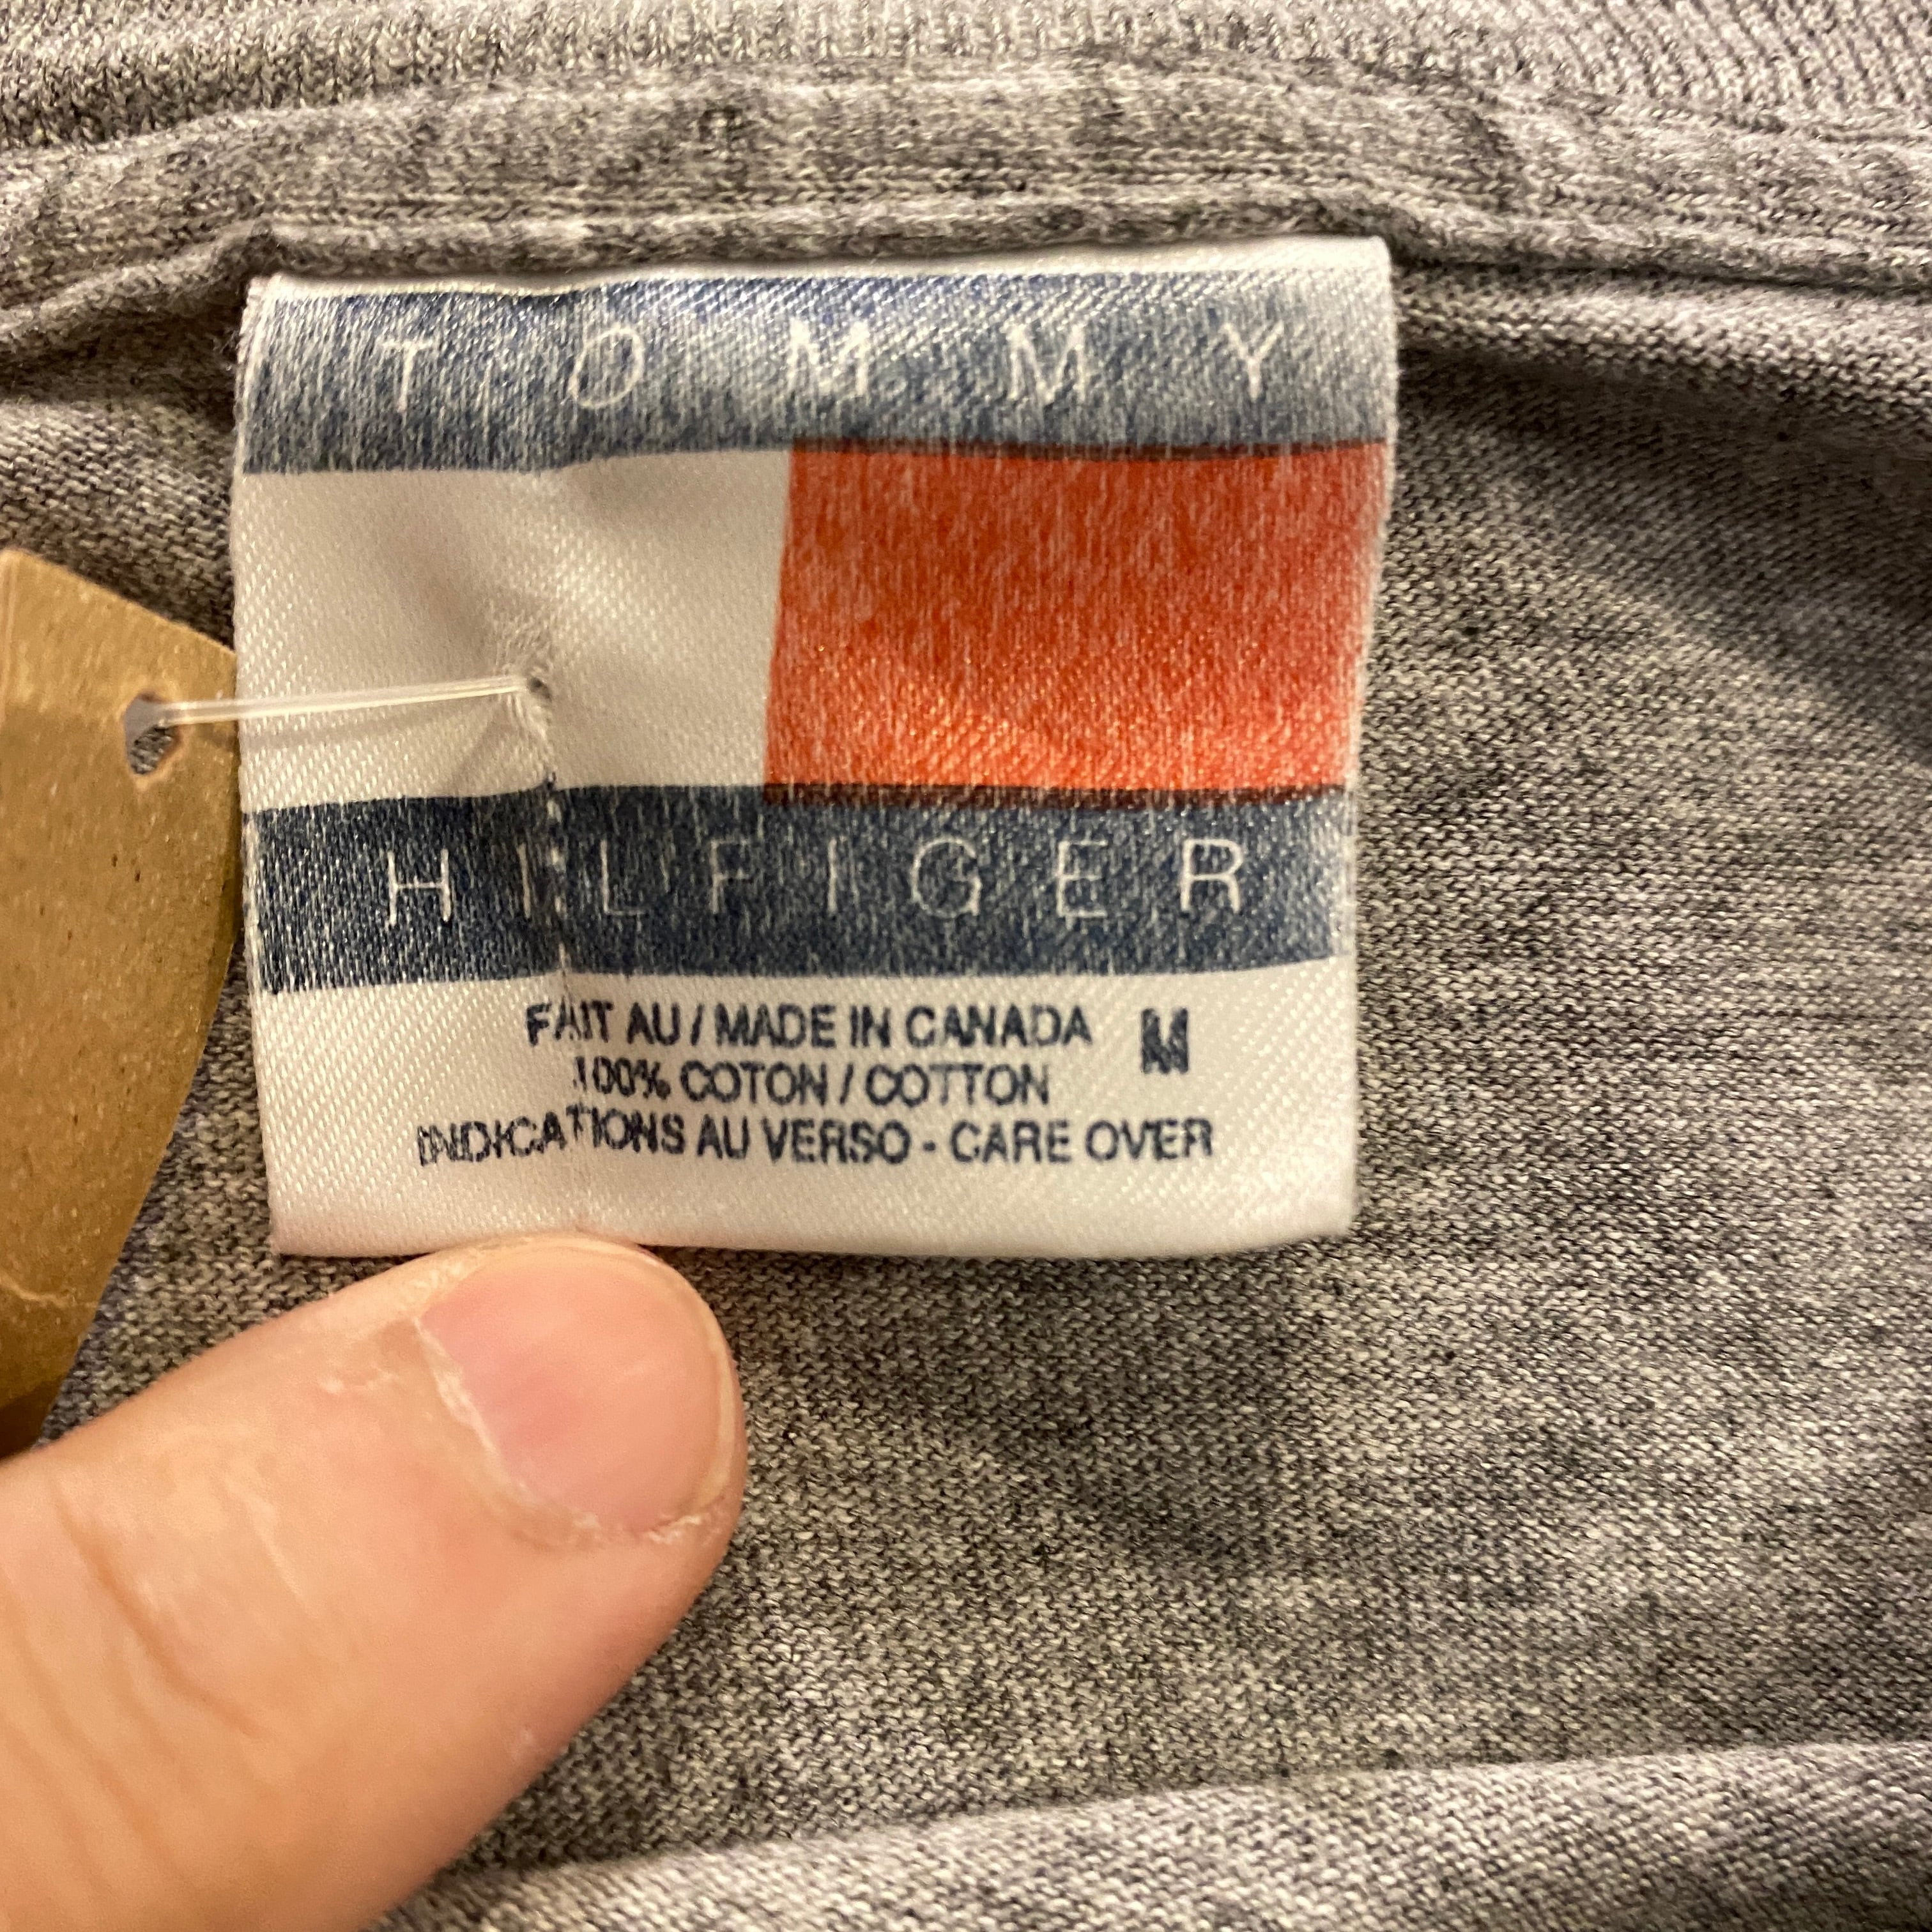 TOMMY
HILFIGER
FAIT AU / MADE IN CANADA M
100% COTON / COTTON
INDICATIONS AU VERSO - CARE OVER